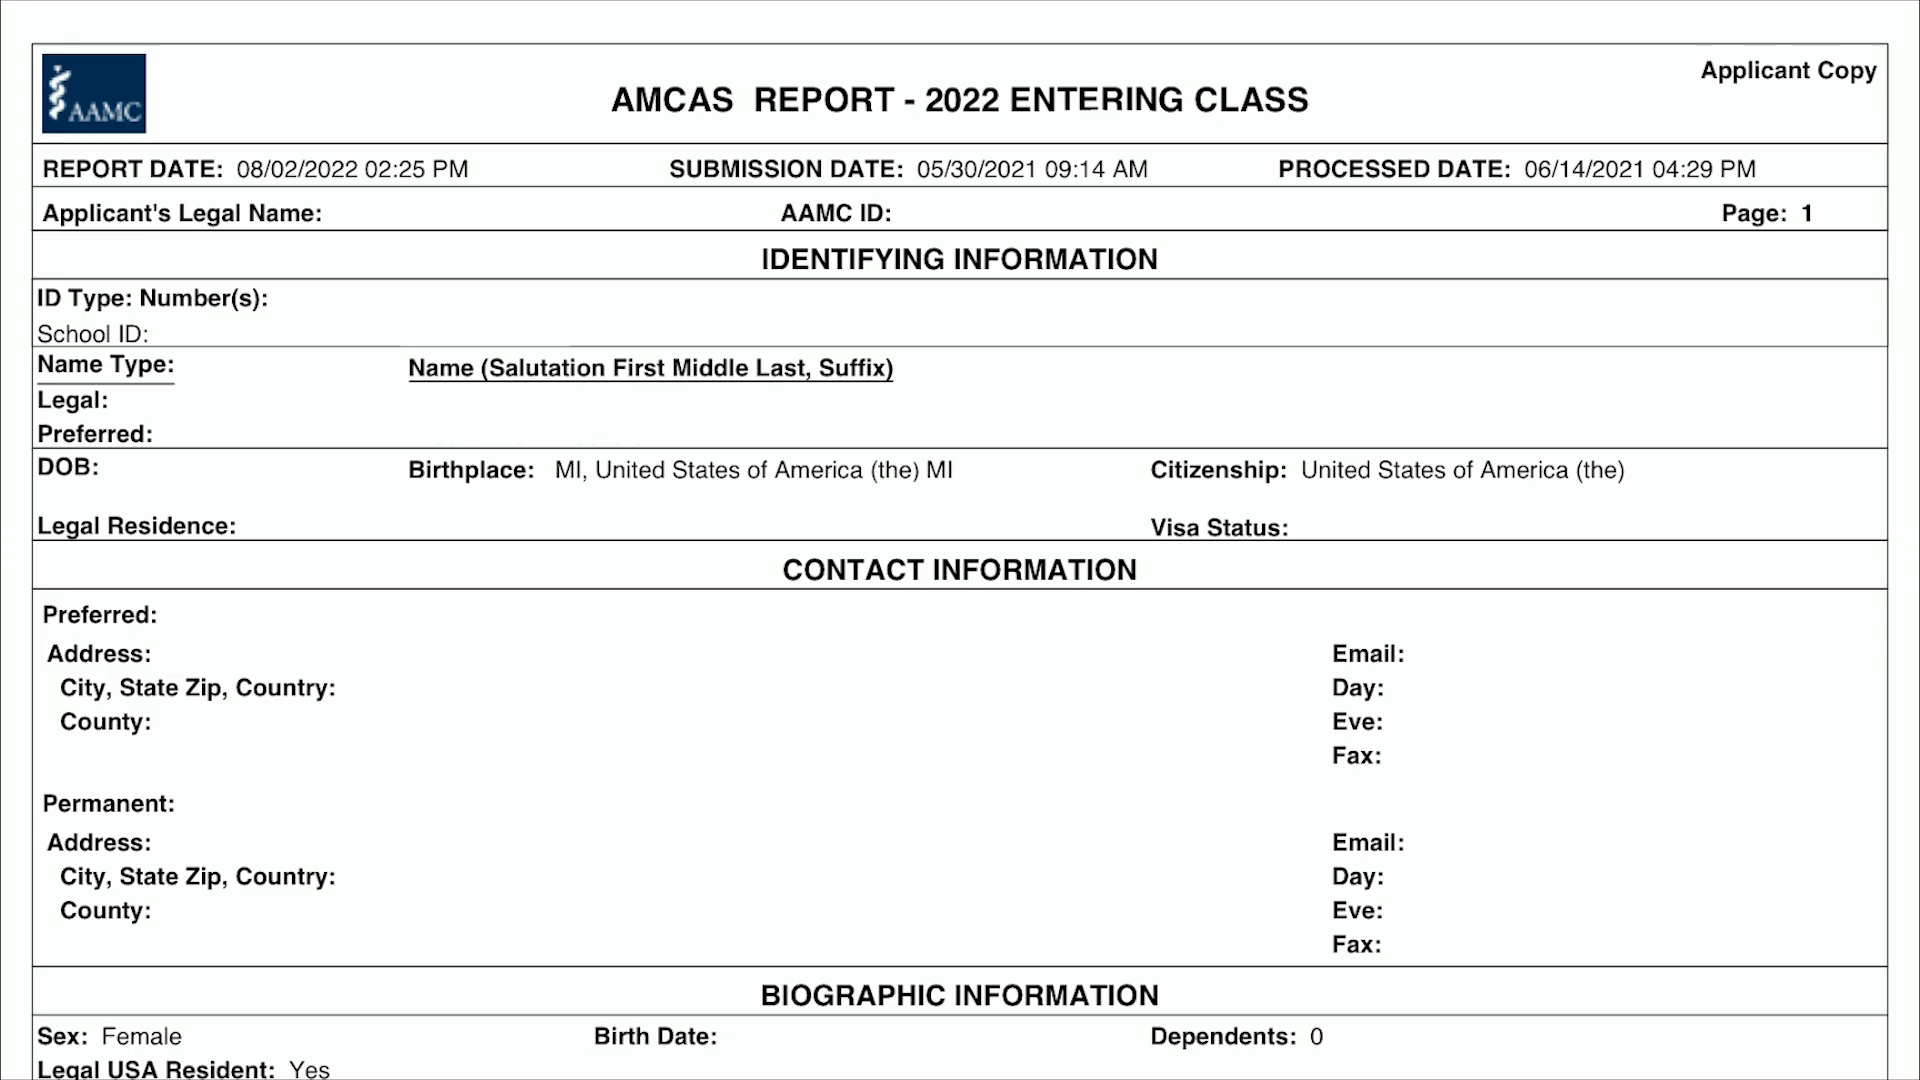 AAMC
AMCAS REPORT - 2022 ENTERING CLASS
Applicant Copy
REPORT DATE: 08/02/2022 02:25 PM SUBMISSION DATE: 05/30/2021 09:14 AM PROCESSED DATE: 06/14/2021 04:29 PM
Applicant's Legal Name: AAMC ID: Page: 1
IDENTIFYING INFORMATION
ID Type: Number(s):
School ID:
Name Type: Name (Salutation First Middle Last, Suffix)
Legal:
Preferred:
DOB: Birthplace: MI, United States of America (the) MI Citizenship: United States of America (the)
Legal Residence: Visa Status:
CONTACT INFORMATION
Preferred:
Address: Email:
City, State Zip, Country: Day:
County: Eve:
Fax:
Permanent:
Address: Email:
City, State Zip, Country: Day:
County: Eve:
Fax:
BIOGRAPHIC INFORMATION
Sex: Female Birth Date: Dependents: 0
Legal USA Resident: Yes